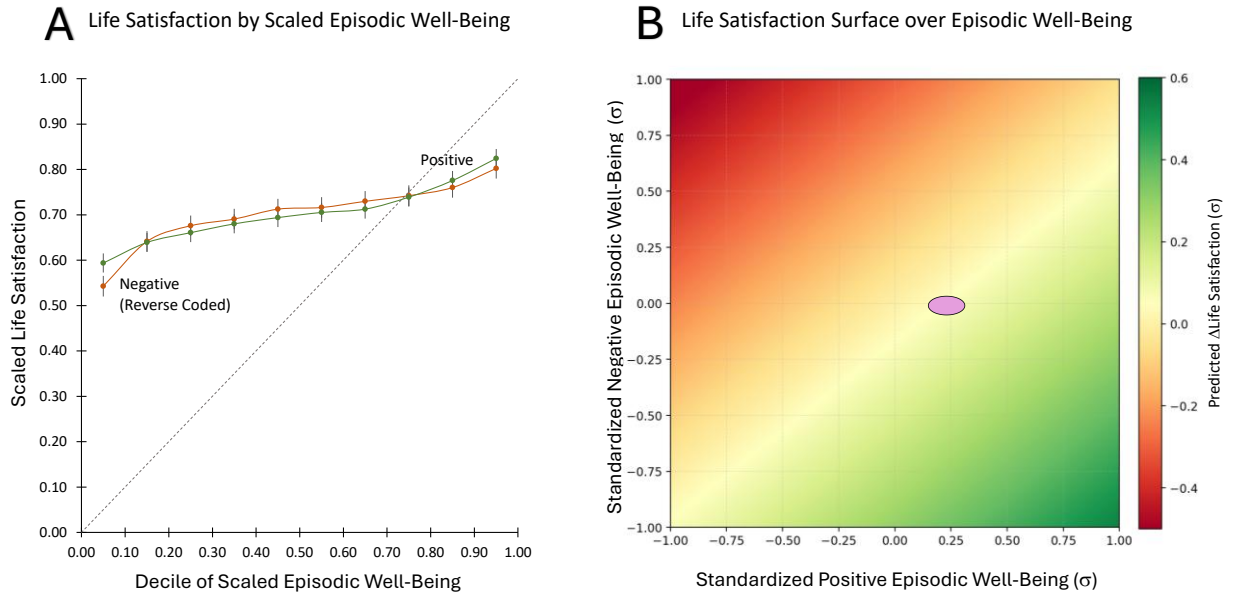 A
Life Satisfaction by Scaled Episodic Well-Being
1.00
0.90
0.80
0.70
0.60
0.50
0.40
0.30
0.20
0.10
0.00
Scaled Life Satisfaction
Positive
Negative
(Reverse Coded)
0.00 0.10 0.20 0.30 0.40 0.50 0.60 0.70 0.80 0.90 1.00
Decile of Scaled Episodic Well-Being
B
Life Satisfaction Surface over Episodic Well-Being
1.00
0.75
0.50
0.25
0.00
−0.25
−0.50
−0.75
−1.00
Standardized Negative Episodic Well-Being (σ)
−1.00 −0.75 −0.50 −0.25 0.00 0.25 0.50 0.75 1.00
Standardized Positive Episodic Well-Being (σ)
0.6
0.4
0.2
0.0
−0.2
−0.4
Predicted ΔLife Satisfaction (σ)